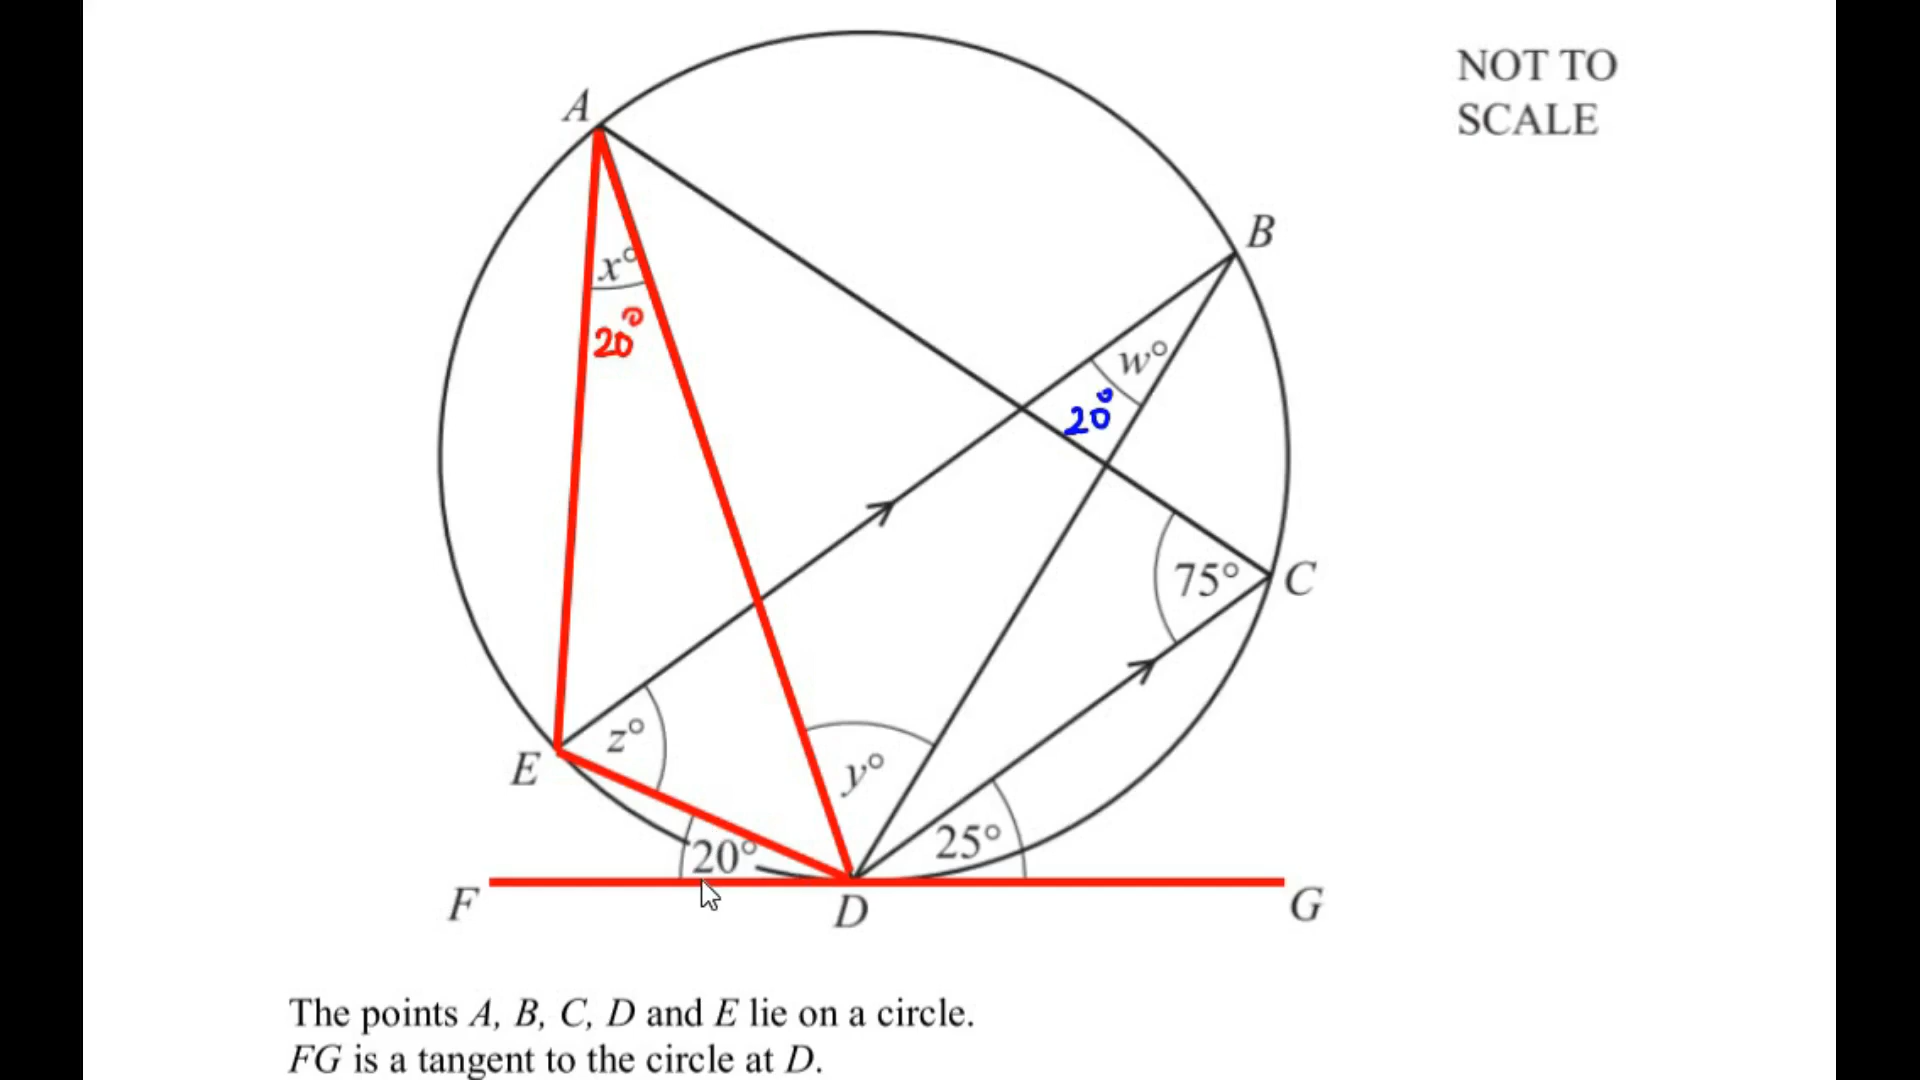 NOT TO
SCALE
A
B
x°
20°
w°
20°
75°
C
z°
E
y°
20°
25°
F
D
G
The points A, B, C, D and E lie on a circle.
FG is a tangent to the circle at D.